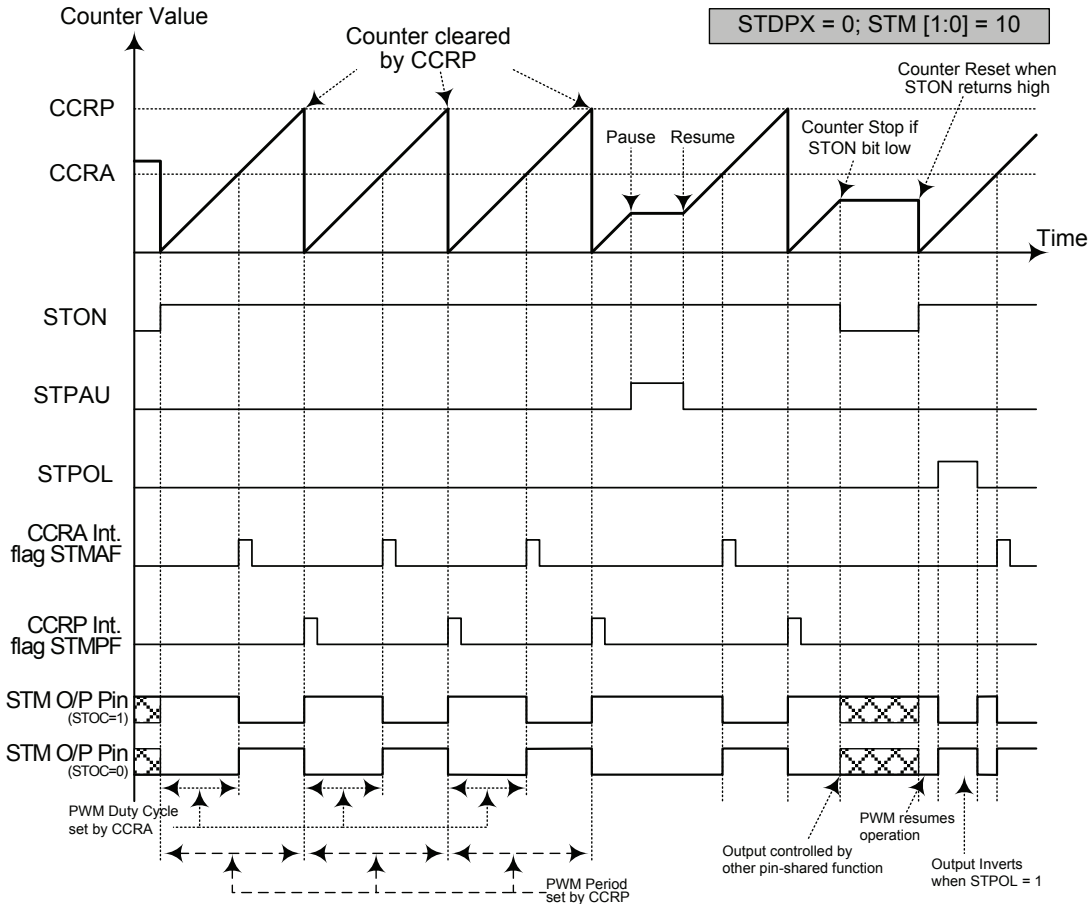 Counter Value
STDPX = 0; STM [1:0] = 10
Counter cleared
by CCRP
Counter Reset when
STON returns high
CCRP
Pause
Resume
Counter Stop if
STON bit low
CCRA
Time
STON
STPAU
STPOL
CCRA Int.
flag STMAF
CCRP Int.
flag STMPF
STM O/P Pin
(STOC=1)
STM O/P Pin
(STOC=0)
PWM Duty Cycle
set by CCRA
PWM resumes
operation
Output controlled by
other pin-shared function
Output Inverts
when STPOL = 1
PWM Period
set by CCRP